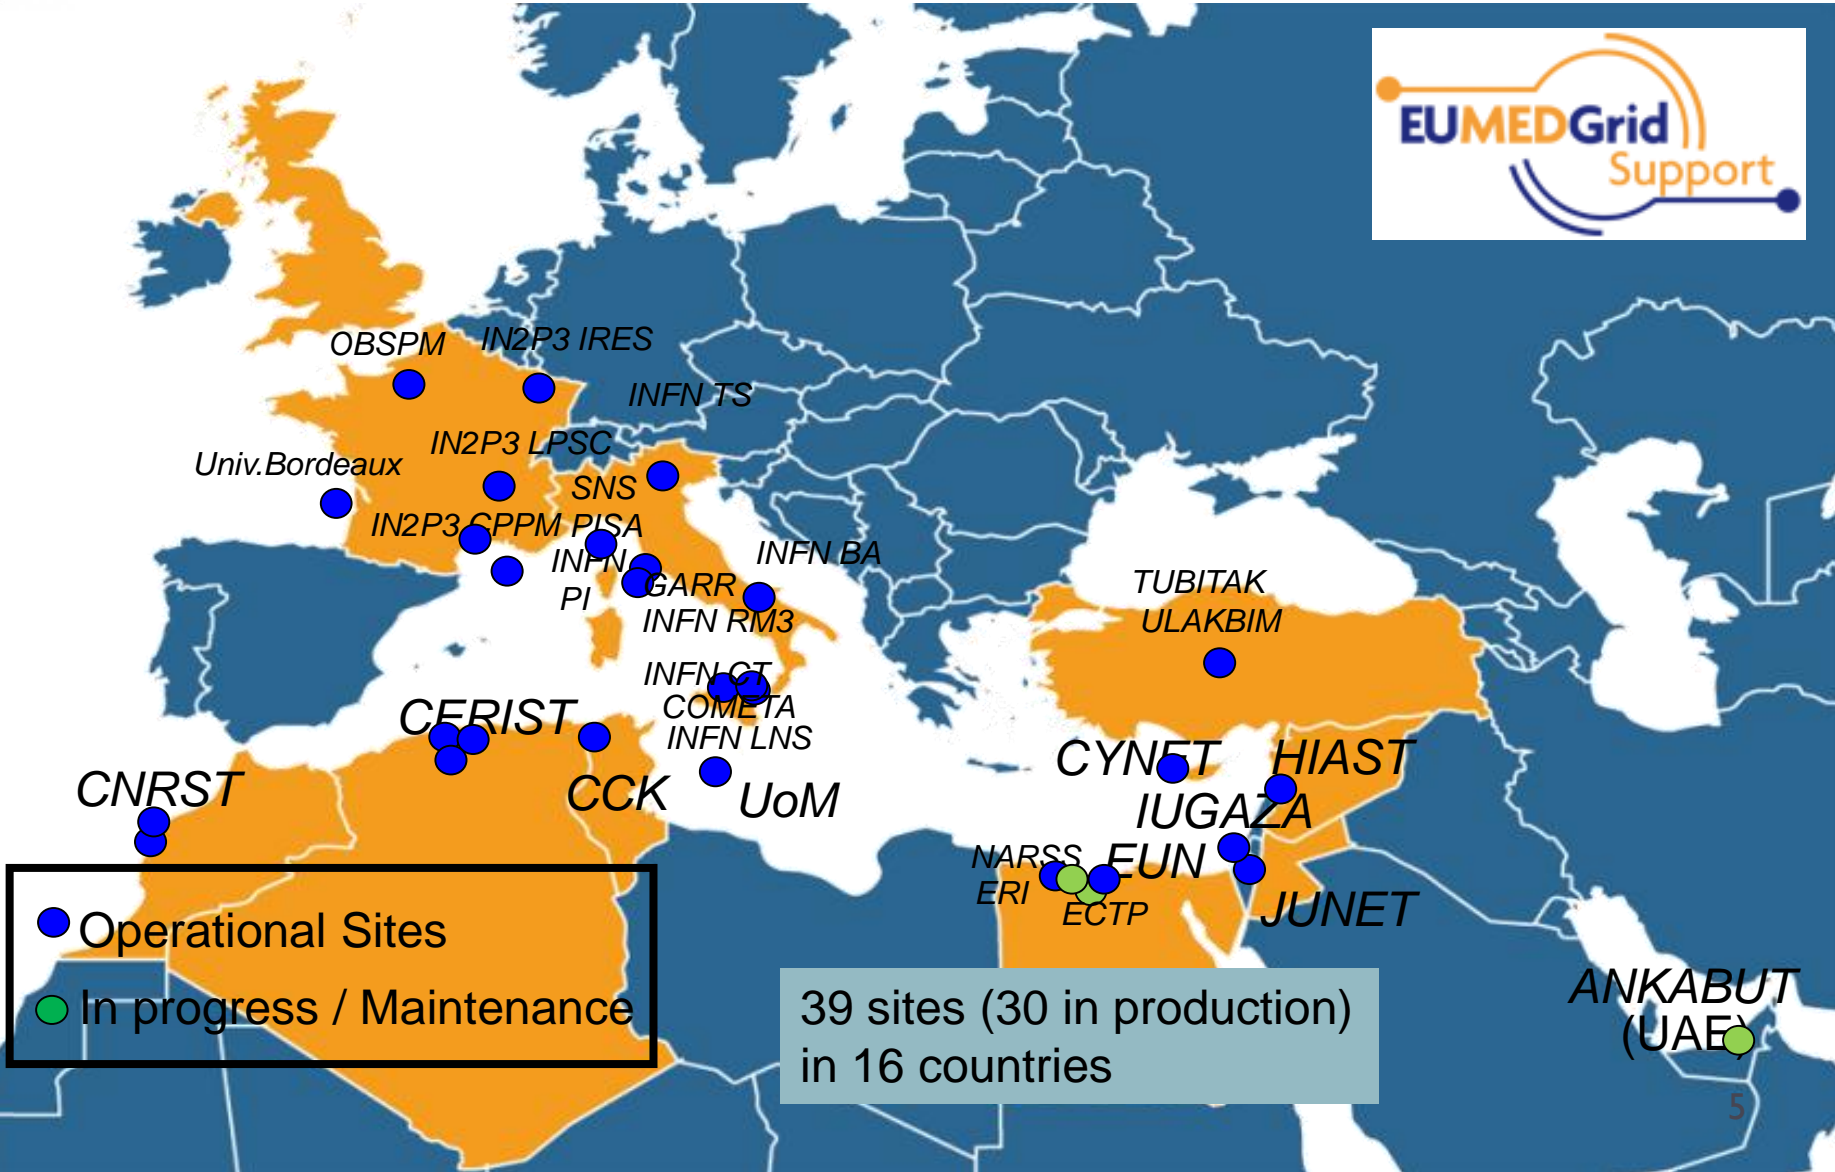 EUMEDGrid
Support
OBSPM
IN2P3 IRES
INFN TS
IN2P3 LPSC
Univ.Bordeaux
SNS
PISA
IN2P3 CPPM
INFN
PI
INFN BA
GARR
INFN RM3
TUBITAK
ULAKBIM
INFN CT
COMETA
INFN LNS
CERIST
CNRST
CCK
UoM
CYNET
HIAST
IUGAZA
NARSS
ERI
EUN
ECTP
JUNET
Operational Sites
In progress / Maintenance
39 sites (30 in production)
in 16 countries
ANKABUT
(UAE)
5